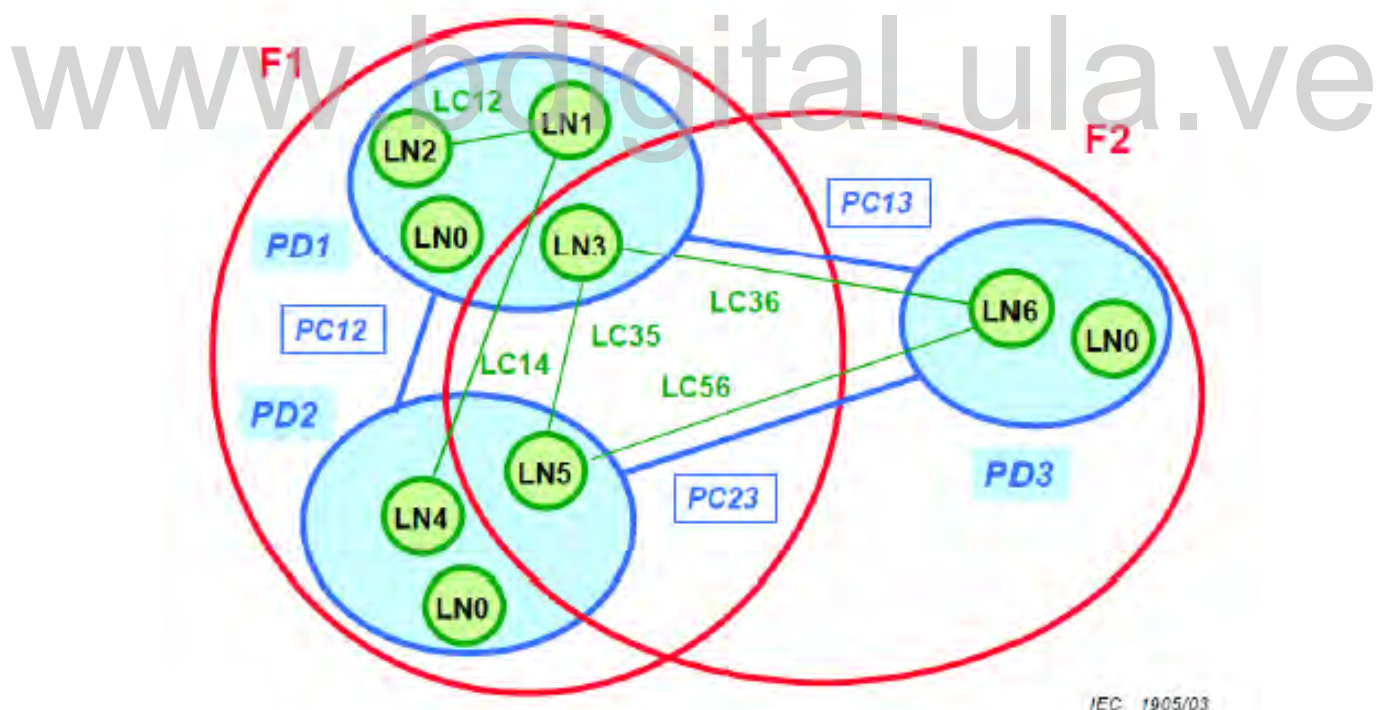 www.bdigital.ula.ve
F1
F2
LC12
LN1
LN2
LN0
LN3
PD1
PC13
PC12
LC36
LC35
LC14
LC56
LN6
LN0
PD2
PD3
LN5
LN4
PC23
LN0
IEC 1905/03